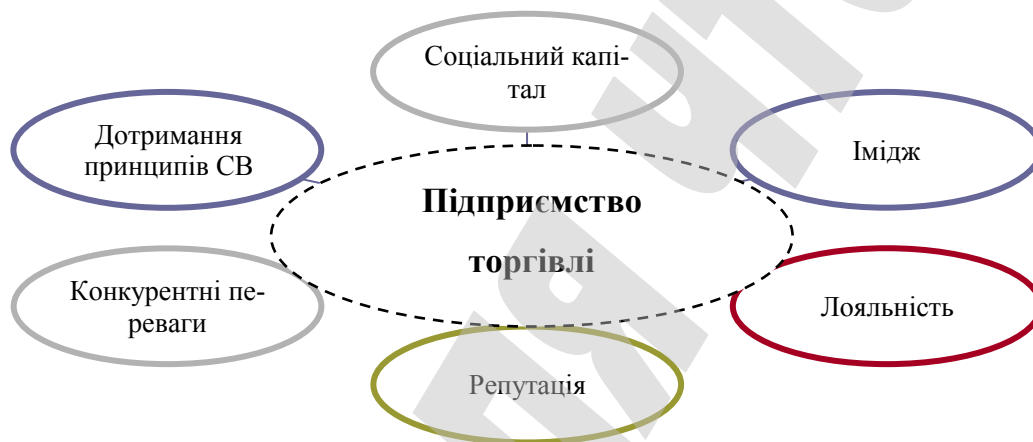 Соціальний капі-
тал
Дотримання
принципів СВ
Імідж
Підприємство
торгівлі
Конкурентні пе-
реваги
Лояльність
Репутація